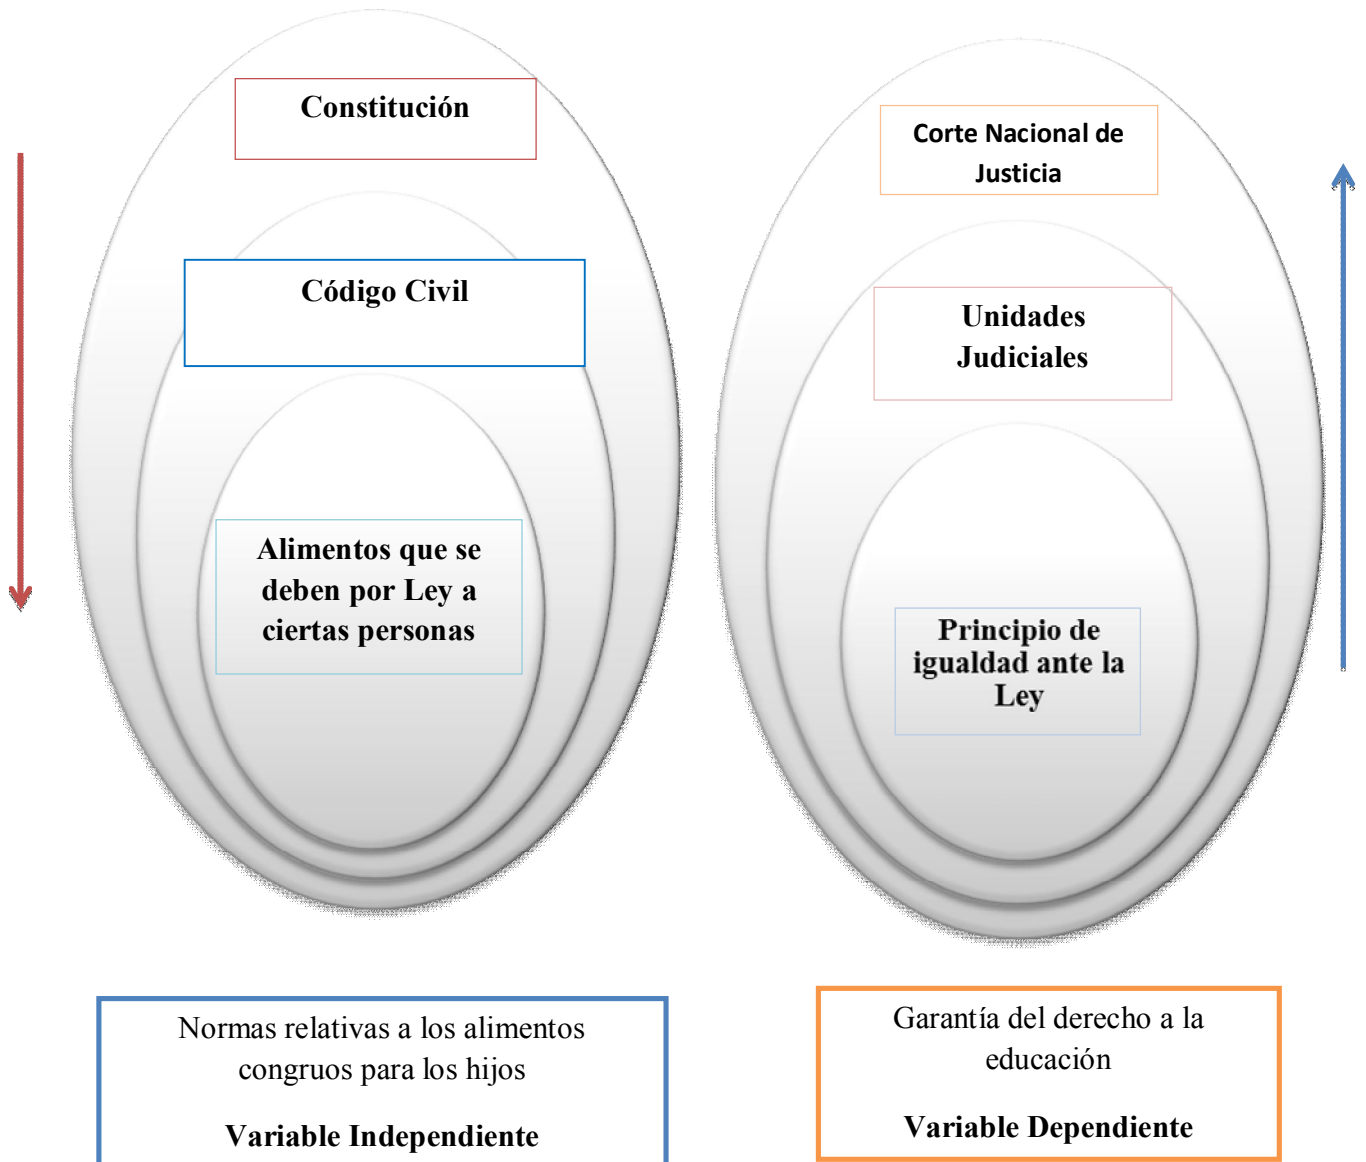 Constitución
Código Civil
Alimentos que se
deben por Ley a
ciertas personas
Corte Nacional de
Justicia
Unidades
Judiciales
Principio de
igualdad ante la
Ley
Normas relativas a los alimentos
congruos para los hijos
Variable Independiente
Garantía del derecho a la
educación
Variable Dependiente